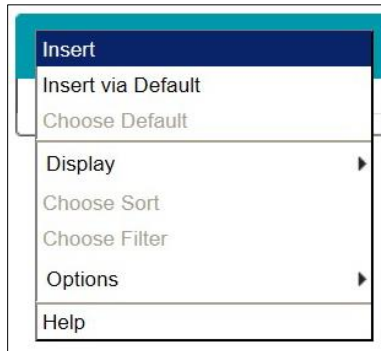 Insert
Insert via Default
Choose Default
Display
Choose Sort
Choose Filter
Options
Help